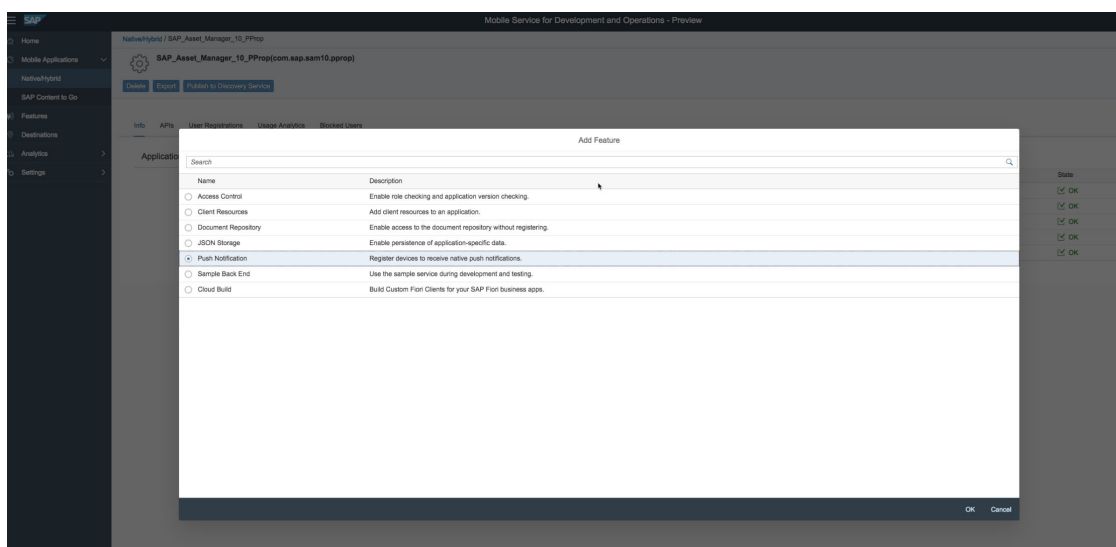 SAP
Mobile Service for Development and Operations - Preview
Home
Mobile Applications
Native/Hybrid
SAP Content to Go
Features
Destinations
Analytics
Settings
Native/Hybrid / SAP_Asset_Manager_10_PProp
SAP_Asset_Manager_10_PProp(com.sap.aam10.pprop)
Delete Export Publish to Discovery Service
Info APIs User Registrations Usage Analytics Blocked Users
Applicatio
Add Feature
Search
Name Description
Access Control Enable role checking and application version checking.
Client Resources Add client resources to an application.
Document Repository Enable access to the document repository without registering.
JSON Storage Enable persistence of application-specific data.
Push Notification Register devices to receive native push notifications.
Sample Back End Use the sample service during development and testing.
Cloud Build Build Custom Fiori Clients for your SAP Fiori business apps.
OK Cancel
State
OK
OK
OK
OK
OK